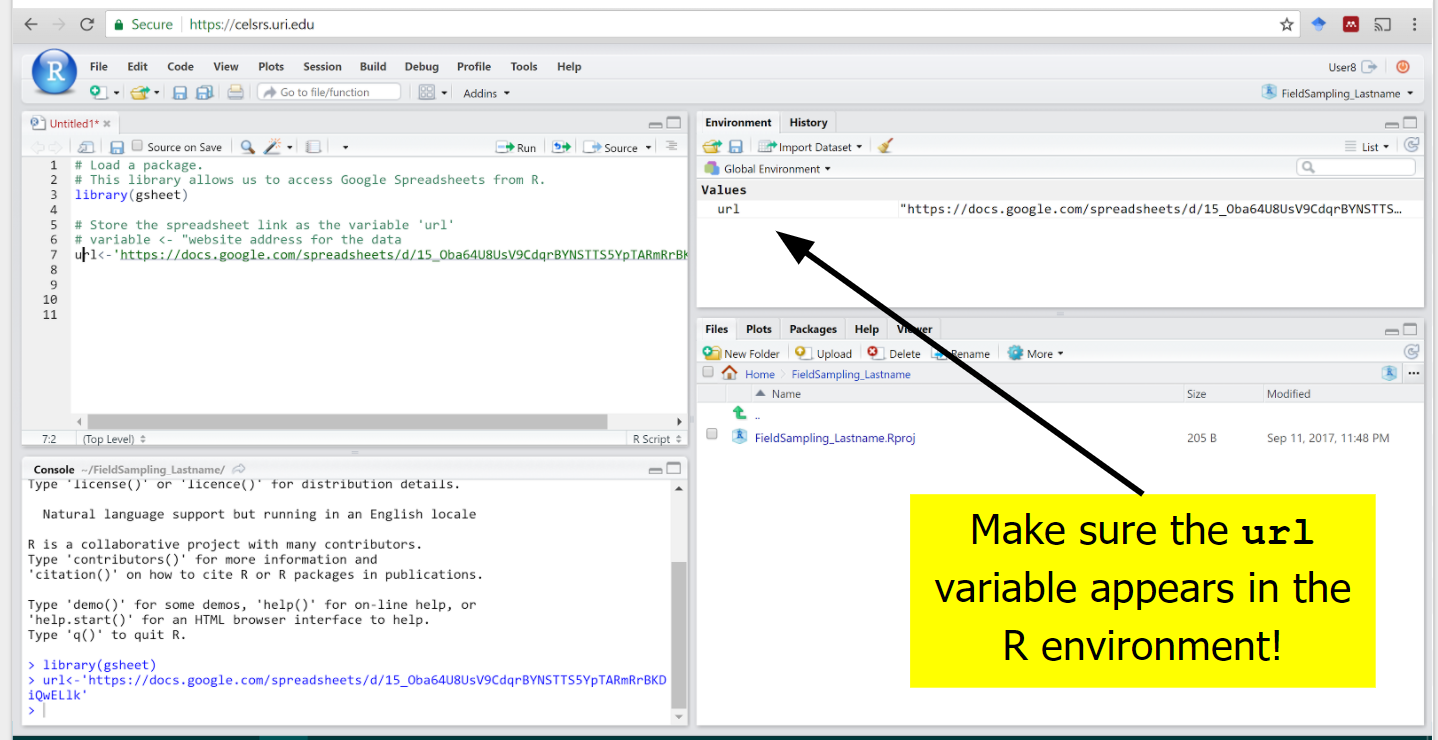 Secure https://celsrs.uri.edu
R File Edit Code View Plots Session Build Debug Profile Tools Help User8
Go to file/function Addins FieldSampling_Lastname
Untitled1*
Source on Save Run Source
1 # Load a package.
2 # This library allows us to access Google Spreadsheets from R.
3 library(gsheet)
4
5 # Store the spreadsheet link as the variable 'url'
6 # variable <- "website address for the data
7 url<-'https://docs.google.com/spreadsheets/d/15_Oba64U8UsV9CdqrBYNSTTS5YpTARmRrBK
8
9
10
11
7:2 (Top Level) R Script
Console ~/FieldSampling_Lastname/
Type 'license()' or 'licence()' for distribution details.
Natural language support but running in an English locale
R is a collaborative project with many contributors.
Type 'contributors()' for more information and
'citation()' on how to cite R or R packages in publications.
Type 'demo()' for some demos, 'help()' for on-line help, or
'help.start()' for an HTML browser interface to help.
Type 'q()' to quit R.
> library(gsheet)
> url<-'https://docs.google.com/spreadsheets/d/15_Oba64U8UsV9CdqrBYNSTTS5YpTARmRrBKD
iQwELlk'
>
Environment History
Import Dataset List
Global Environment
Values
url "https://docs.google.com/spreadsheets/d/15_Oba64U8UsV9CdqrBYNSTTS…
Files Plots Packages Help Viewer
New Folder Upload Delete Rename More
Home FieldSampling_Lastname ...
Name Size Modified
..
FieldSampling_Lastname.Rproj 205 B Sep 11, 2017, 11:48 PM
Make sure the url
variable appears in the
R environment!